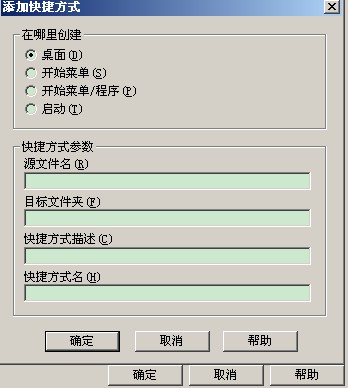 添加快捷方式
在哪里创建
桌面(D)
开始菜单(S)
开始菜单/程序(P)
启动(T)
快捷方式参数
源文件名(R)
目标文件夹(F)
快捷方式描述(C)
快捷方式名(H)
确定 取消 帮助
确定 取消 帮助